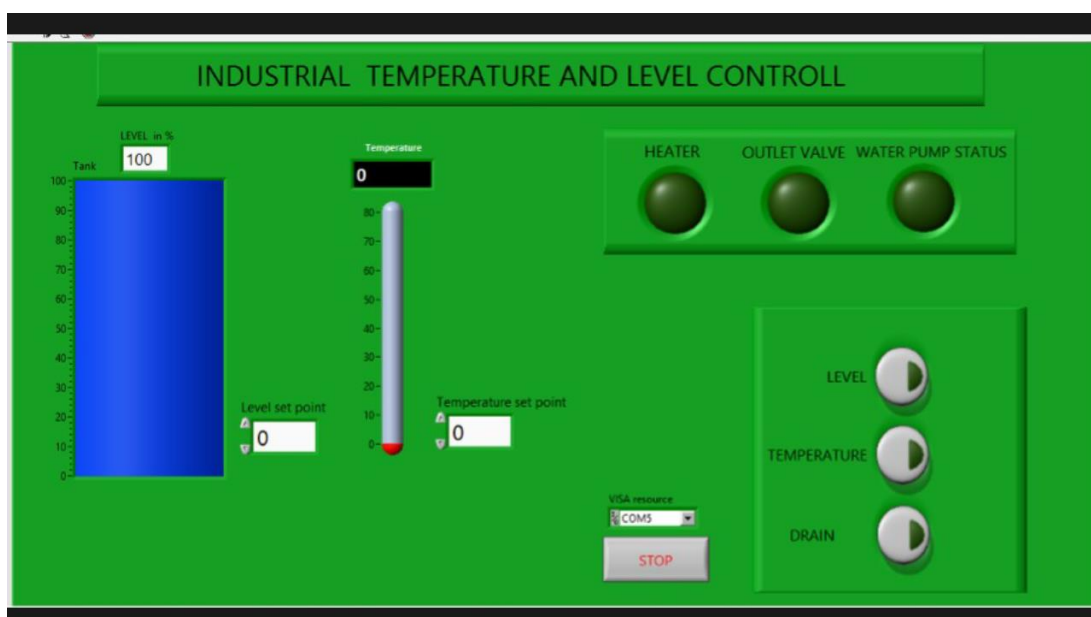 INDUSTRIAL TEMPERATURE AND LEVEL CONTROLL
LEVEL in %
100
Tank
100
90
80
70
60
50
40
30
20
10
0
Level set point
0
Temperature
0
80
70
60
50
40
30
20
10
0
Temperature set point
0
HEATER OUTLET VALVE WATER PUMP STATUS
LEVEL
TEMPERATURE
DRAIN
VISA resource
COM5
STOP